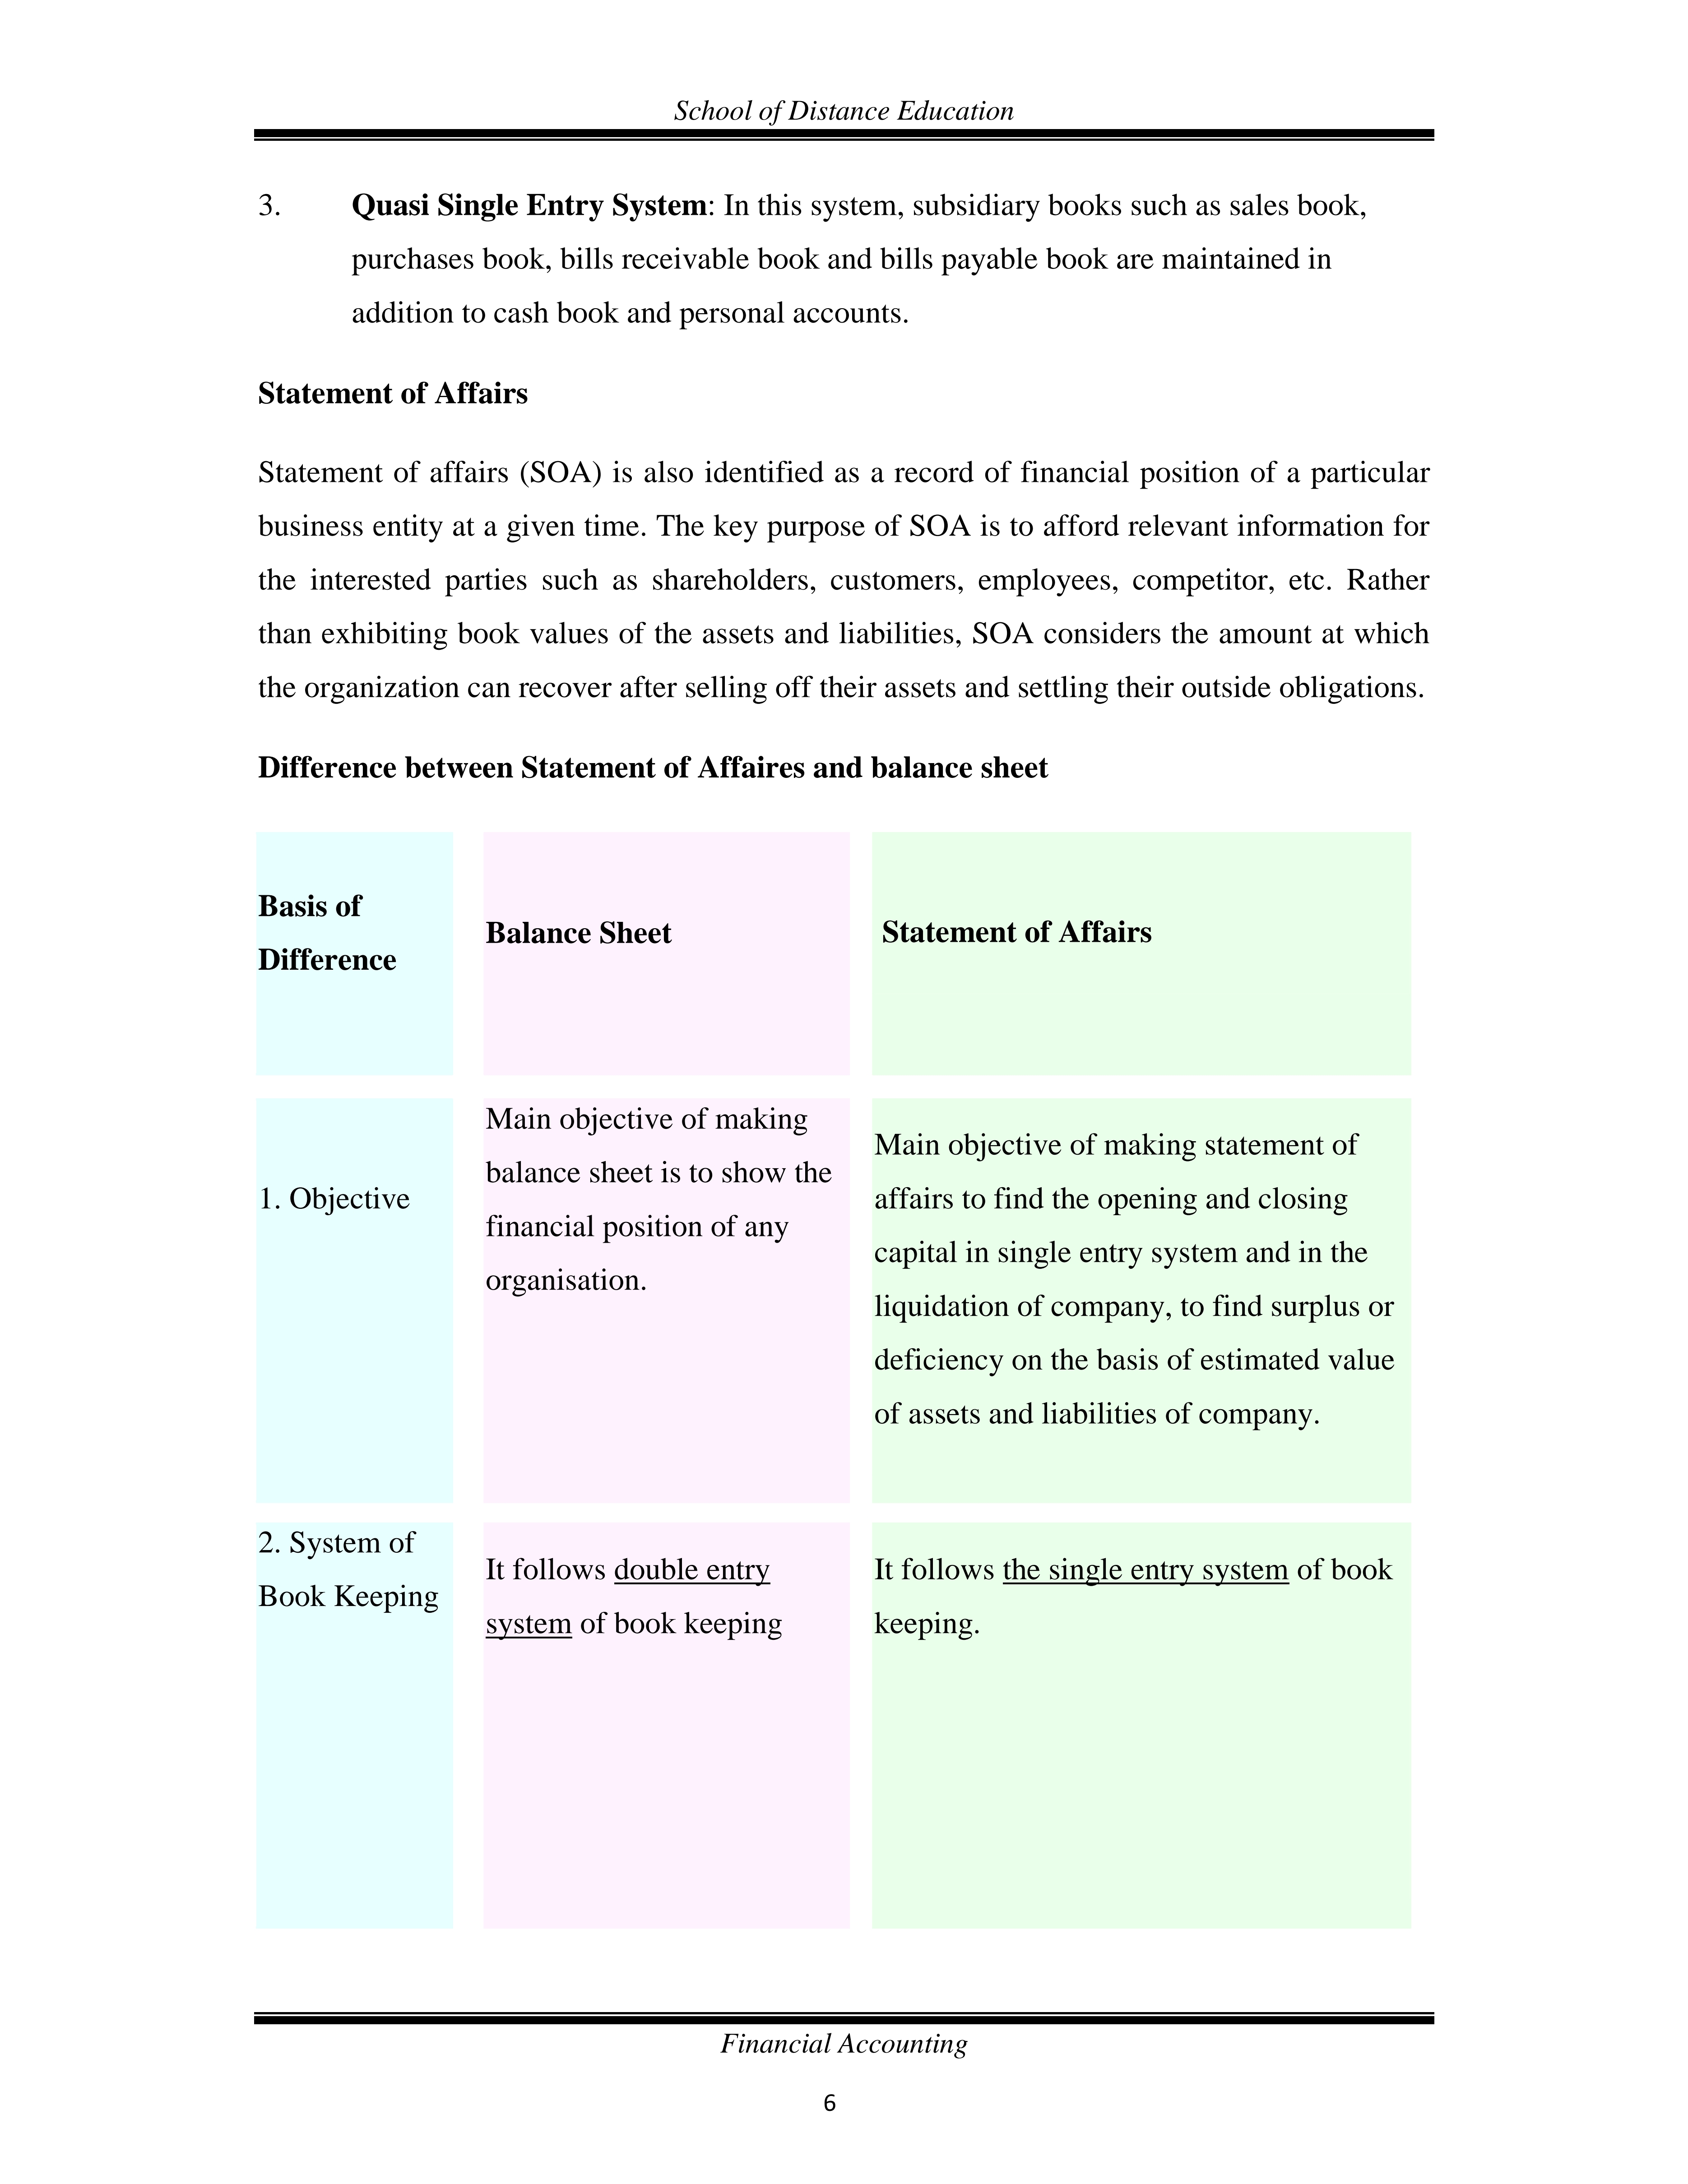 School of Distance Education
3. Quasi Single Entry System: In this system, subsidiary books such as sales book,
purchases book, bills receivable book and bills payable book are maintained in
addition to cash book and personal accounts.
Statement of Affairs
Statement of affairs (SOA) is also identified as a record of financial position of a particular
business entity at a given time. The key purpose of SOA is to afford relevant information for
the interested parties such as shareholders, customers, employees, competitor, etc. Rather
than exhibiting book values of the assets and liabilities, SOA considers the amount at which
the organization can recover after selling off their assets and settling their outside obligations.
Difference between Statement of Affaires and balance sheet
Basis of
Difference
Balance Sheet
Statement of Affairs
1. Objective
Main objective of making
balance sheet is to show the
financial position of any
organisation.
Main objective of making statement of
affairs to find the opening and closing
capital in single entry system and in the
liquidation of company, to find surplus or
deficiency on the basis of estimated value
of assets and liabilities of company.
2. System of
Book Keeping
It follows double entry
system of book keeping
It follows the single entry system of book
keeping.
Financial Accounting
6